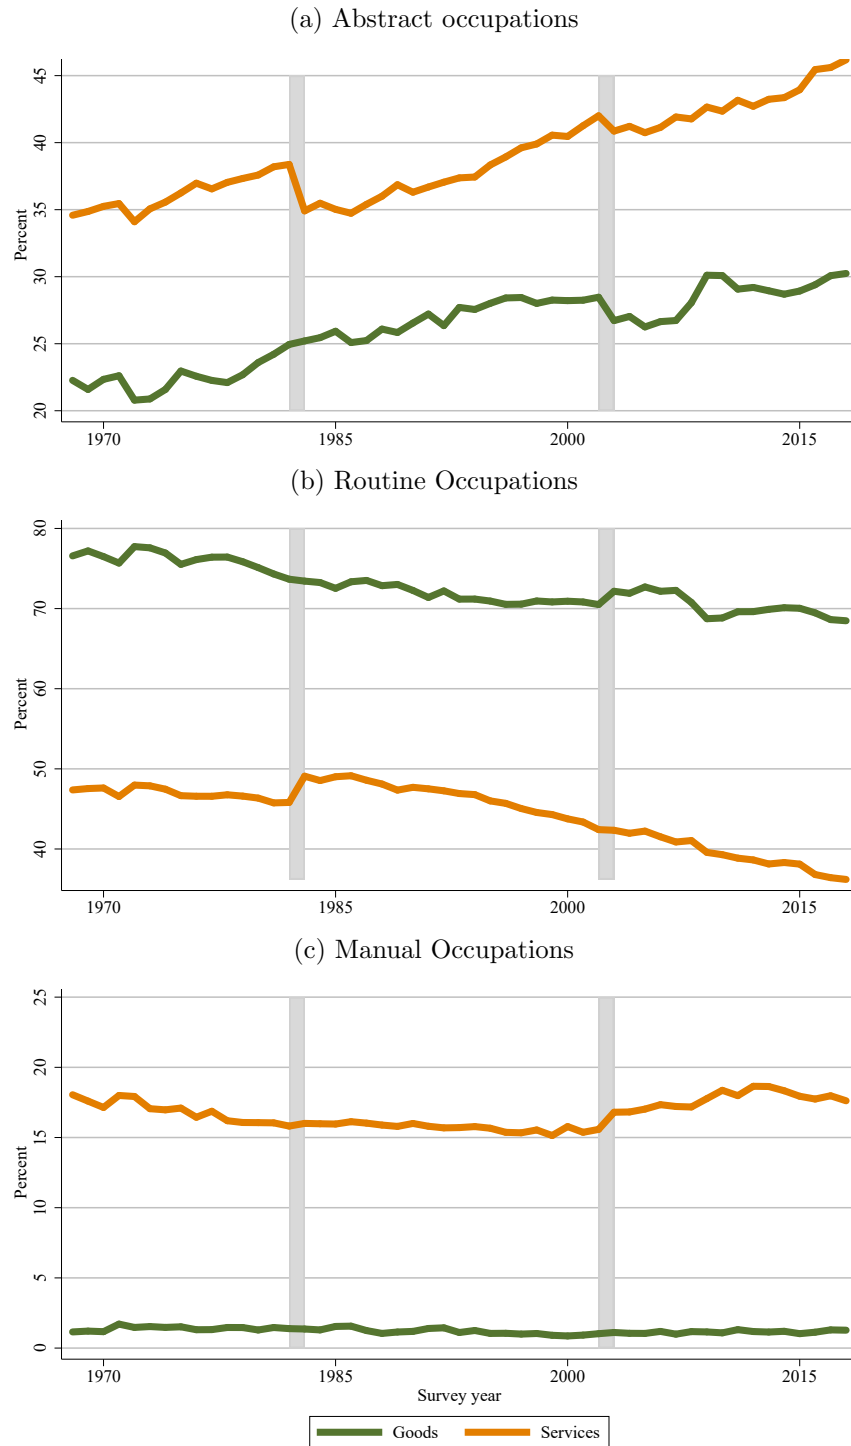 (a) Abstract occupations
Percent
45
40
35
30
25
20
1970 1985 2000 2015
(b) Routine Occupations
Percent
80
70
60
50
40
1970 1985 2000 2015
(c) Manual Occupations
Percent
25
20
15
10
5
0
1970 1985 2000 2015
Survey year
Goods Services